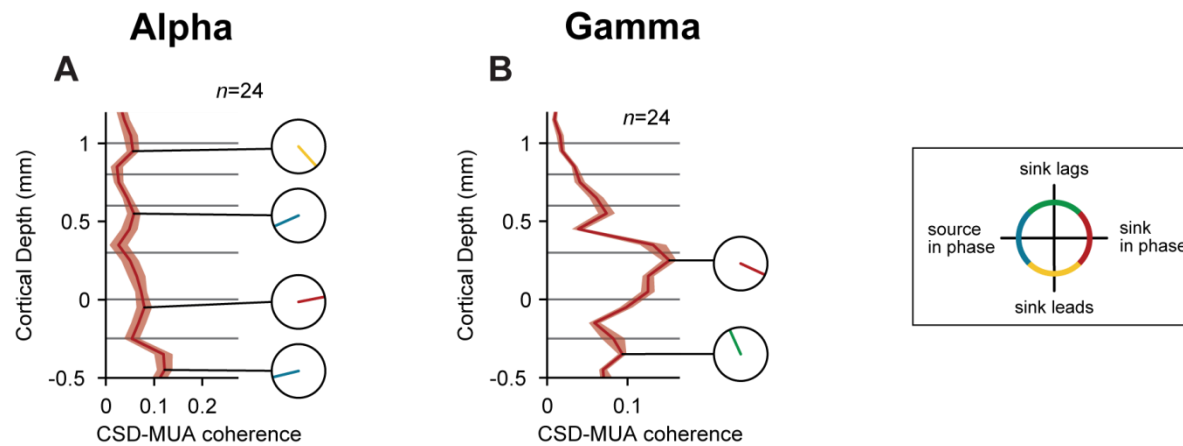 Alpha
Gamma
A
B
n=24
n=24
Cortical Depth (mm)
1
0.5
0
-0.5
0
0.1
0.2
CSD-MUA coherence
Cortical Depth (mm)
1
0.5
0
-0.5
0
0.1
CSD-MUA coherence
sink lags
source
in phase
sink
in phase
sink leads